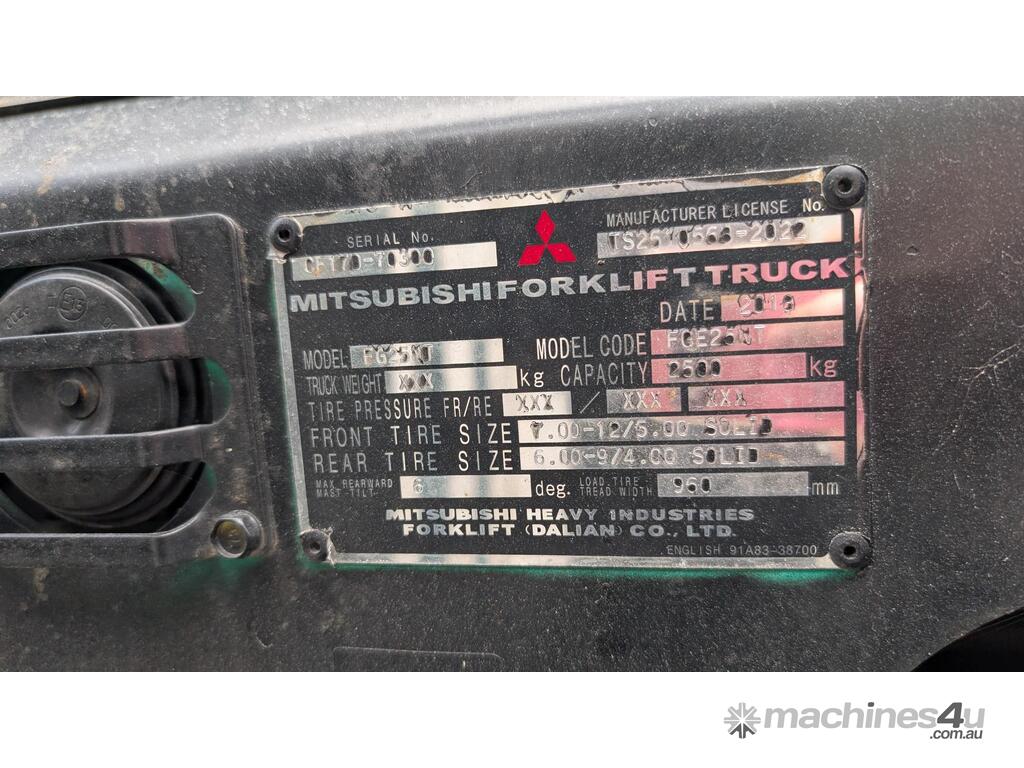 SERIAL No.
MANUFACTURER LICENSE No.
MITSUBISHI FORKLIFT TRUCK
DATE
MODEL FG25NT MODEL CODE FGE25NT
TRUCK WEIGHT XXX kg CAPACITY 2500 kg
TIRE PRESSURE FR/RE XXX / XXX XXX
FRONT TIRE SIZE 7.00-12/5.00 SOLID
REAR TIRE SIZE 6.00-9/4.00 SOLID
MAX. REARWARD MAST-TILT- 6 deg. LOAD TIRE TREAD WIDTH 960 mm
MITSUBISHI HEAVY INDUSTRIES
FORKLIFT (DALIAN) CO., LTD.
ENGLISH 91A83-38700
machines4u
.com.au